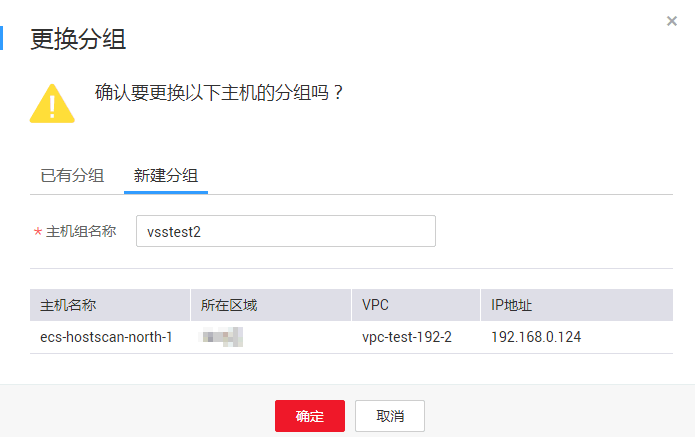 更换分组
确认要更换以下主机的分组吗？
已有分组 新建分组
* 主机组名称 vsstest2
主机名称 所在区域 VPC IP地址
ecs-hostscan-north-1 vpc-test-192-2 192.168.0.124
确定 取消